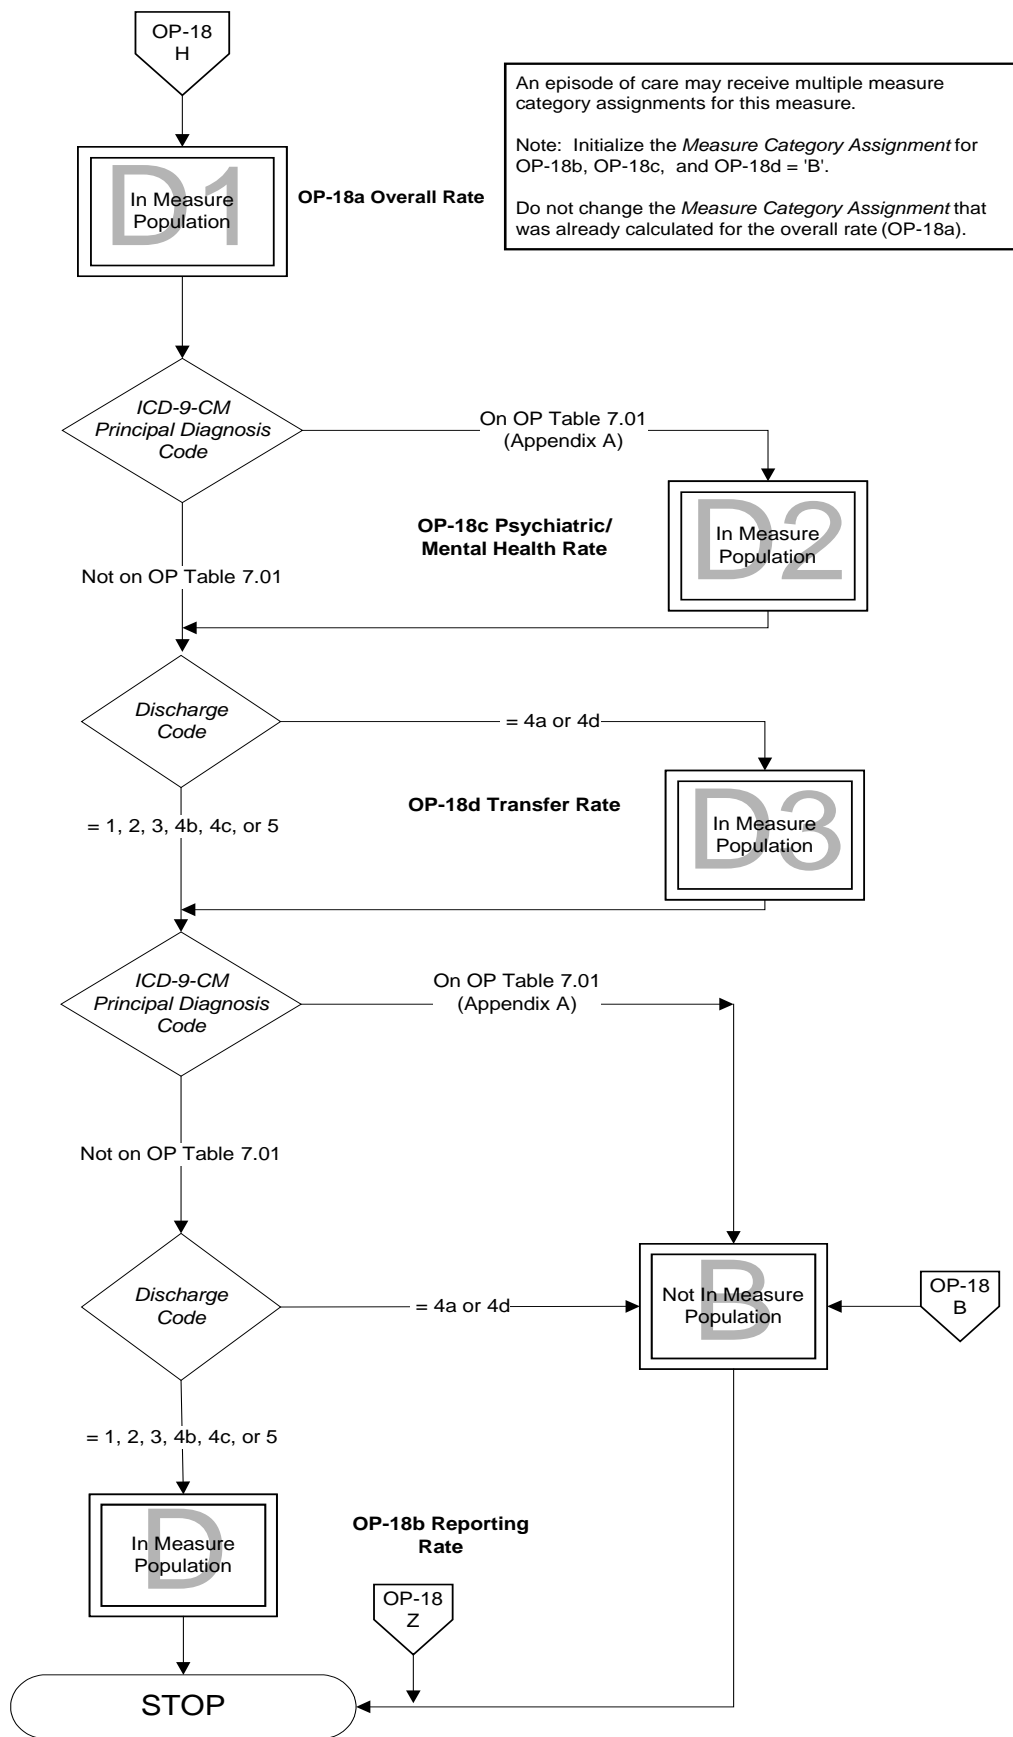 OP-18
H
An episode of care may receive multiple measure
category assignments for this measure.
Note:  Initialize the Measure Category Assignment for
OP-18b, OP-18c,  and OP-18d = 'B'.
Do not change the Measure Category Assignment that
was already calculated for the overall rate (OP-18a).
D1
In Measure
Population
OP-18a Overall Rate
ICD-9-CM
Principal Diagnosis
Code
On OP Table 7.01
(Appendix A)
OP-18c Psychiatric/
Mental Health Rate
D2
In Measure
Population
Not on OP Table 7.01
Discharge
Code
= 4a or 4d
OP-18d Transfer Rate
D3
In Measure
Population
= 1, 2, 3, 4b, 4c, or 5
ICD-9-CM
Principal Diagnosis
Code
On OP Table 7.01
(Appendix A)
Not on OP Table 7.01
Discharge
Code
= 4a or 4d
B
Not In Measure
Population
OP-18
B
= 1, 2, 3, 4b, 4c, or 5
D
In Measure
Population
OP-18b Reporting
Rate
OP-18
Z
STOP